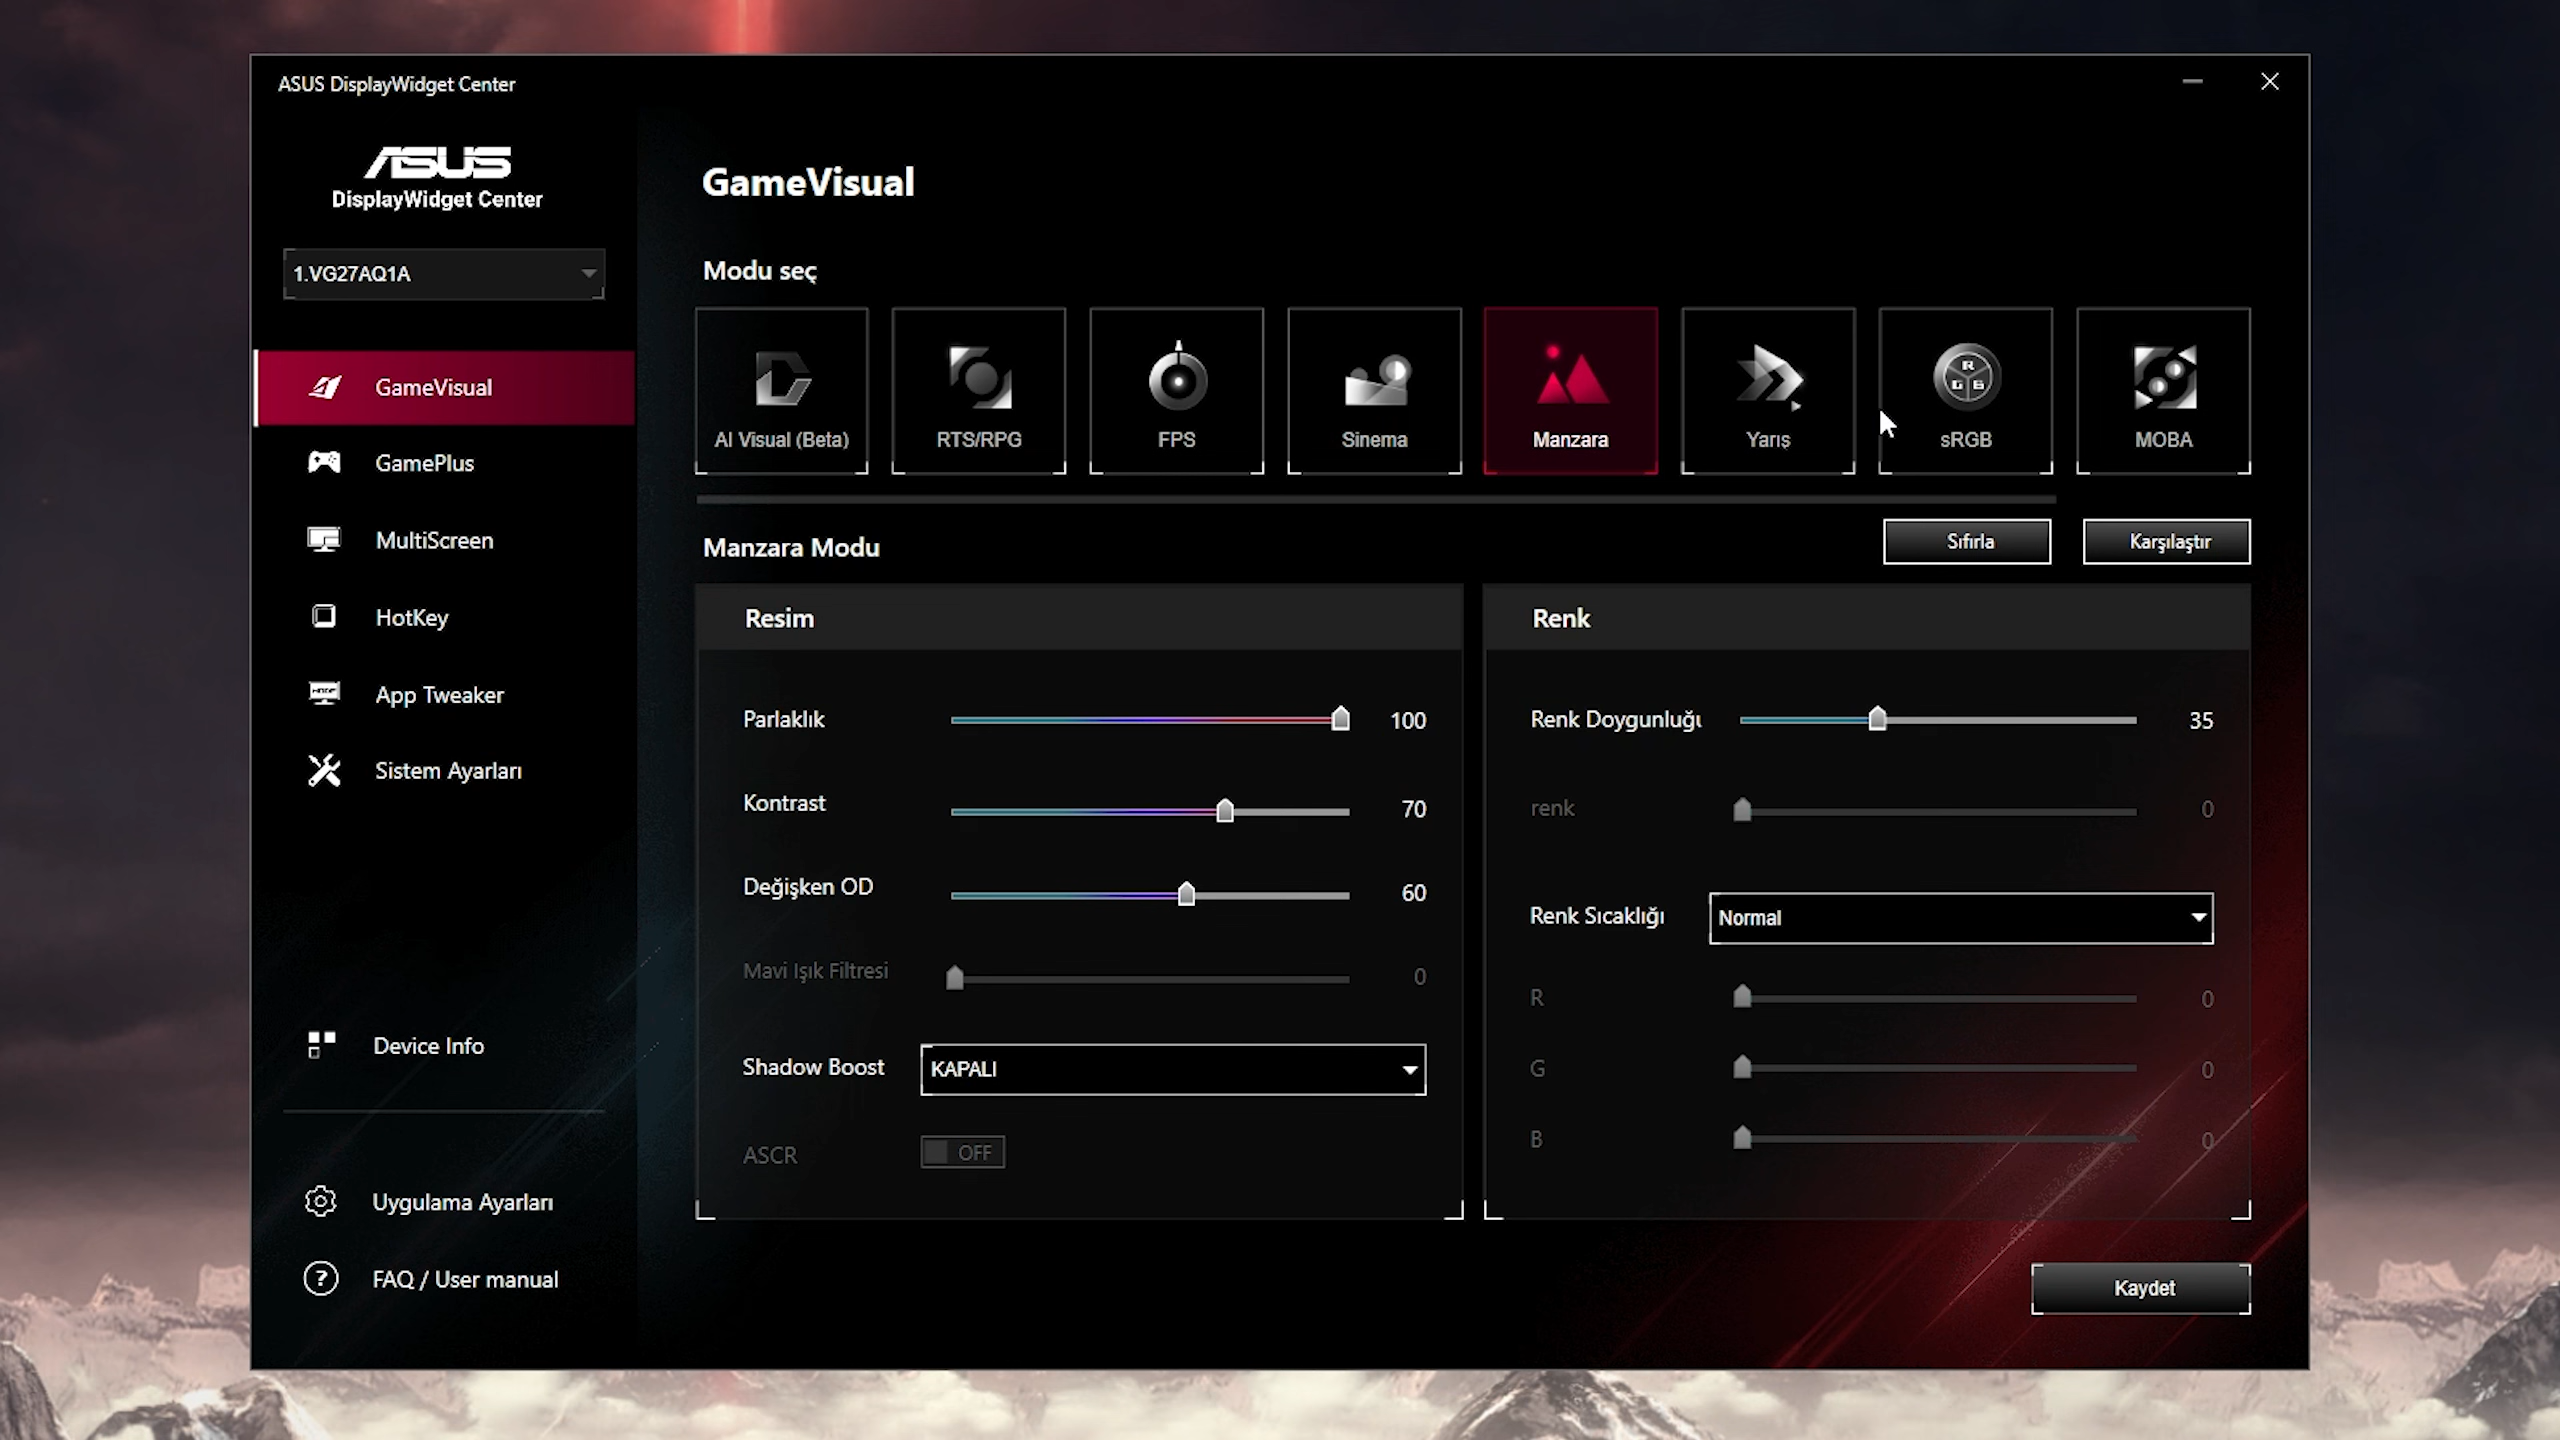 ASUS DisplayWidget Center
ASUS
DisplayWidget Center
1.VG27AQ1A
GameVisual
GamePlus
MultiScreen
HotKey
App Tweaker
Sistem Ayarları
Device Info
Uygulama Ayarları
FAQ / User manual
GameVisual
Modu seç
AI Visual (Beta)
RTS/RPG
FPS
Sinema
Manzara
Yarış
R G B
sRGB
MOBA
Manzara Modu
Sıfırla
Karşılaştır
Resim
Parlaklık 100
Kontrast 70
Değişken OD 60
Mavi Işık Filtresi 0
Shadow Boost KAPALI
ASCR OFF
Renk
Renk Doygunluğu 35
renk 0
Renk Sıcaklığı Normal
R 0
G 0
B 0
Kaydet